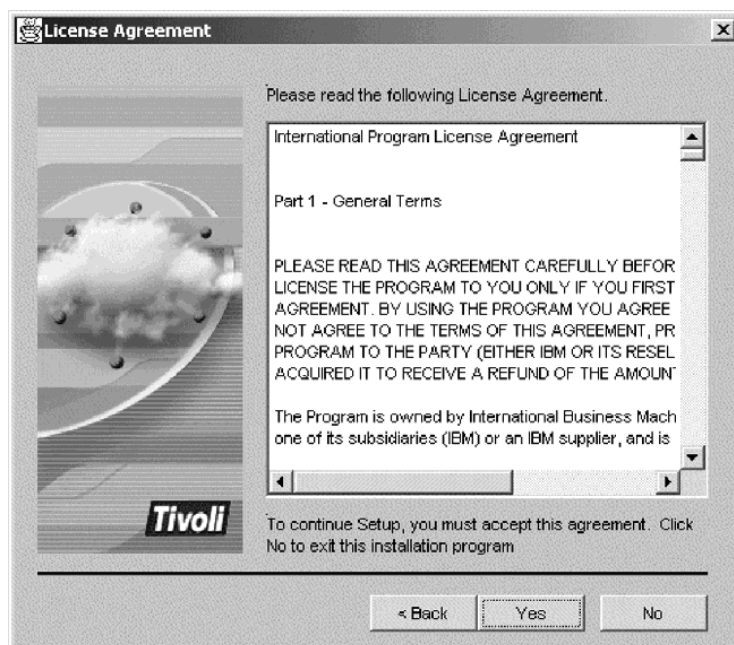 License Agreement
Please read the following License Agreement.
International Program License Agreement
Part 1 - General Terms
PLEASE READ THIS AGREEMENT CAREFULLY BEFOR
LICENSE THE PROGRAM TO YOU ONLY IF YOU FIRST
AGREEMENT. BY USING THE PROGRAM YOU AGREE
NOT AGREE TO THE TERMS OF THIS AGREEMENT, PR
PROGRAM TO THE PARTY (EITHER IBM OR ITS RESEL
ACQUIRED IT TO RECEIVE A REFUND OF THE AMOUNT
The Program is owned by International Business Mach
one of its subsidiaries (IBM) or an IBM supplier, and is
Tivoli
To continue Setup, you must accept this agreement. Click
No to exit this installation program
< Back
Yes
No